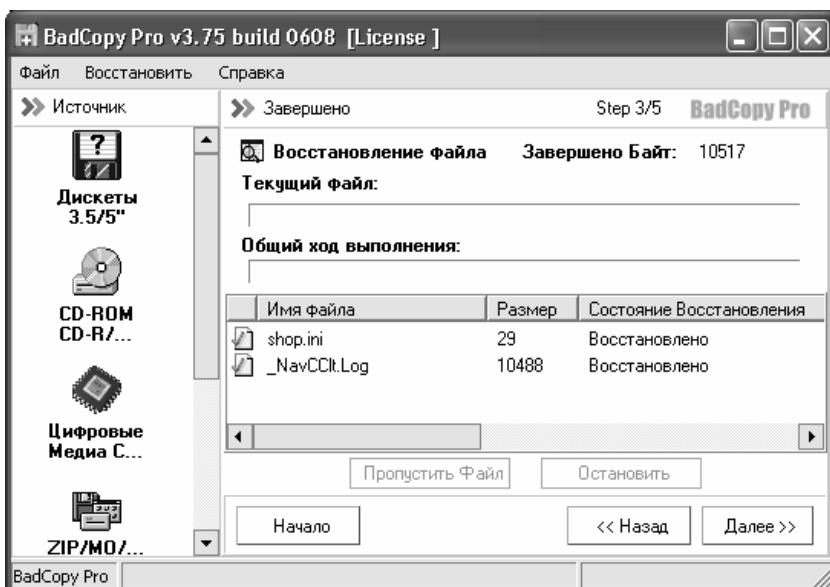 BadCopy Pro v3.75 build 0608 [License ]
Файл Восстановить Справка
Источник
Завершено Step 3/5 BadCopy Pro
Дискеты
3.5/5"
CD-ROM
CD-R/...
Цифровые
Медиа С...
ZIP/MO/...
Восстановление файла Завершено Байт: 10517
Текущий Файл:
Общий ход выполнения:
Имя файла Размер Состояние Восстановления
shop.ini 29 Восстановлено
_NavCClt.Log 10488 Восстановлено
Пропустить Файл Остановить
Начало << Назад Далее >>
BadCopy Pro